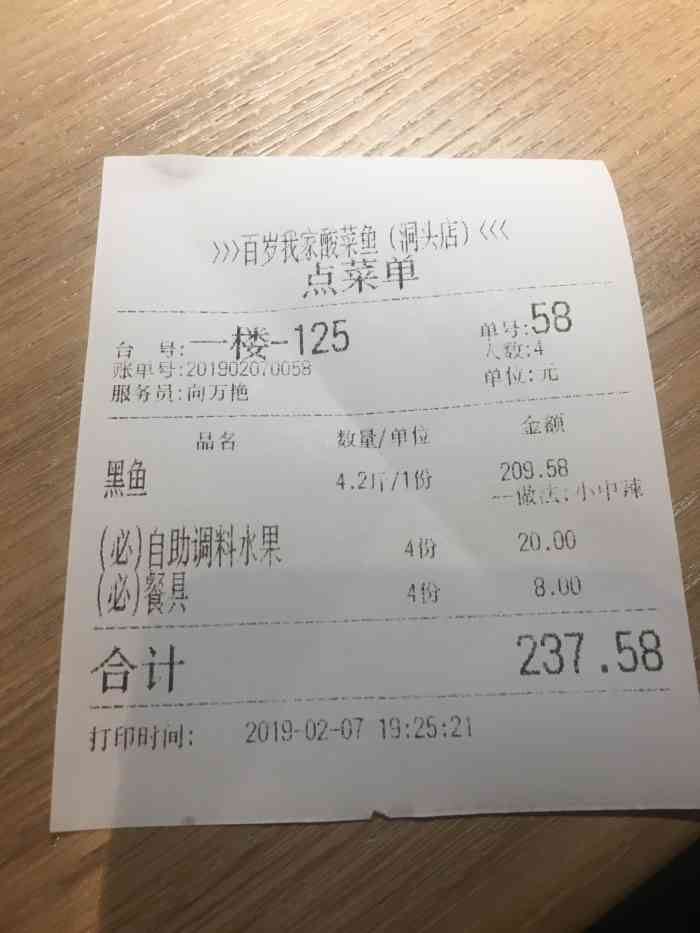 >>>百岁我家酸菜鱼(洞头店)<<<
点菜单
台 号:一楼-125 单号:58
人数:4
账单号:201902070058
服务员:向万艳 单位:元
品名 数量/单位 金额
黑鱼 4.2斤/1份 209.58
--做法:小中辣
(必)自助调料水果 4份 20.00
(必)餐具 4份 8.00
合计 237.58
打印时间: 2019-02-07 19:25:21